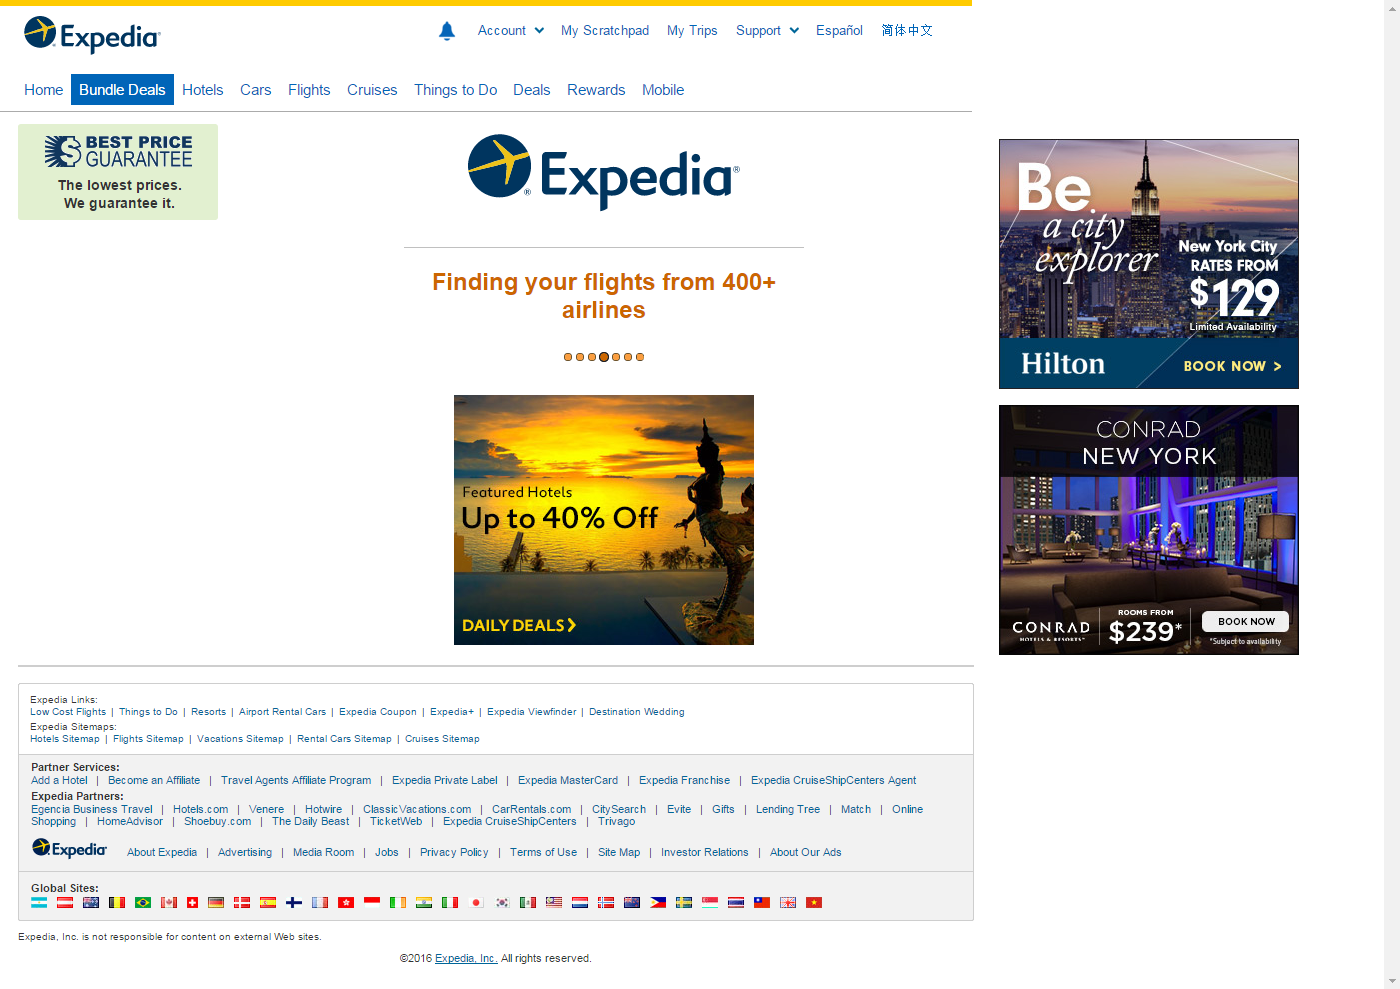 Expedia
Account My Scratchpad My Trips Support Español 简体中文
Home Bundle Deals Hotels Cars Flights Cruises Things to Do Deals Rewards Mobile
BEST PRICE
GUARANTEE
The lowest prices.
We guarantee it.
Expedia®
Finding your flights from 400+
airlines
Featured Hotels
Up to 40% Off
DAILY DEALS
Be
a city
explorer
New York City
RATES FROM
$129
Limited Availability
Hilton
BOOK NOW >
CONRAD
NEW YORK
CONRAD
HOTELS & RESORTS®
ROOMS FROM
$239*
BOOK NOW
*Subject to availability
Expedia Links:
Low Cost Flights | Things to Do | Resorts | Airport Rental Cars | Expedia Coupon | Expedia+ | Expedia Viewfinder | Destination Wedding
Expedia Sitemaps:
Hotels Sitemap | Flights Sitemap | Vacations Sitemap | Rental Cars Sitemap | Cruises Sitemap
Partner Services:
Add a Hotel | Become an Affiliate | Travel Agents Affiliate Program | Expedia Private Label | Expedia MasterCard | Expedia Franchise | Expedia CruiseShipCenters Agent
Expedia Partners:
Egencia Business Travel | Hotels.com | Venere | Hotwire | ClassicVacations.com | CarRentals.com | CitySearch | Evite | Gifts | Lending Tree | Match | Online
Shopping | HomeAdvisor | Shoebuy.com | The Daily Beast | TicketWeb | Expedia CruiseShipCenters | Trivago
Expedia About Expedia | Advertising | Media Room | Jobs | Privacy Policy | Terms of Use | Site Map | Investor Relations | About Our Ads
Global Sites:
Expedia, Inc. is not responsible for content on external Web sites.
©2016 Expedia, Inc. All rights reserved.